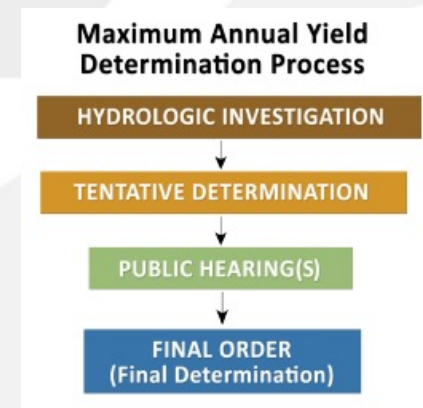 Maximum Annual Yield
Determination Process
HYDROLOGIC INVESTIGATION
TENTATIVE DETERMINATION
PUBLIC HEARING(S)
FINAL ORDER
(Final Determination)